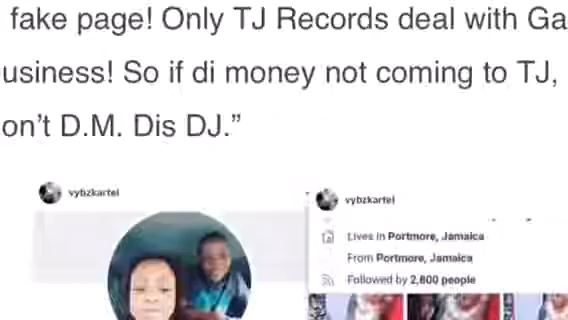 fake page! Only TJ Records deal with Ga
usiness! So if di money not coming to TJ,
on't D.M. Dis DJ.”
vybzkartel
vybzkartel
Lives in Portmore, Jamaica
From Portmore, Jamaica
Followed by 2,800 people